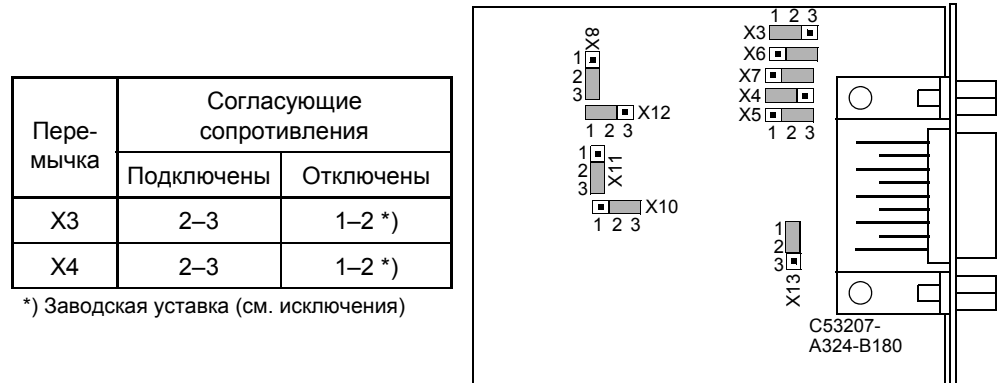 Пере-
мычка
Согласующие
сопротивления
Подключены
Отключены
X3
2–3
1–2 *)
X4
2–3
1–2 *)
*) Заводская уставка (см. исключения)
1 2 3
X3
X6
X7
X4
X5
1 2 3
X8
1
2
3
X12
1 2 3
1
2
3
X11
X10
1 2 3
1
2
3
X13
C53207-
A324-B180